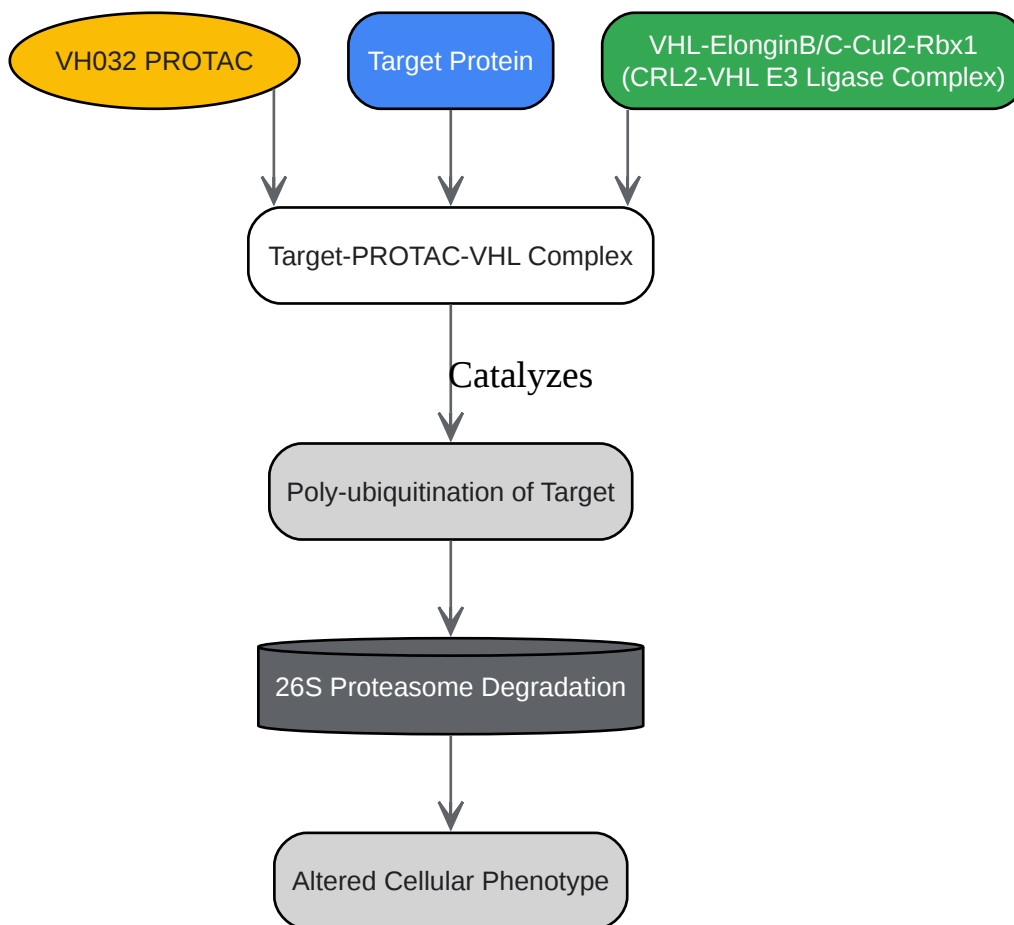 VH032 PROTAC
Target Protein
VHL-ElonginB/C-Cul2-Rbx1
(CRL2-VHL E3 Ligase Complex)
Target-PROTAC-VHL Complex
Catalyzes
Poly-ubiquitination of Target
26S Proteasome Degradation
Altered Cellular Phenotype